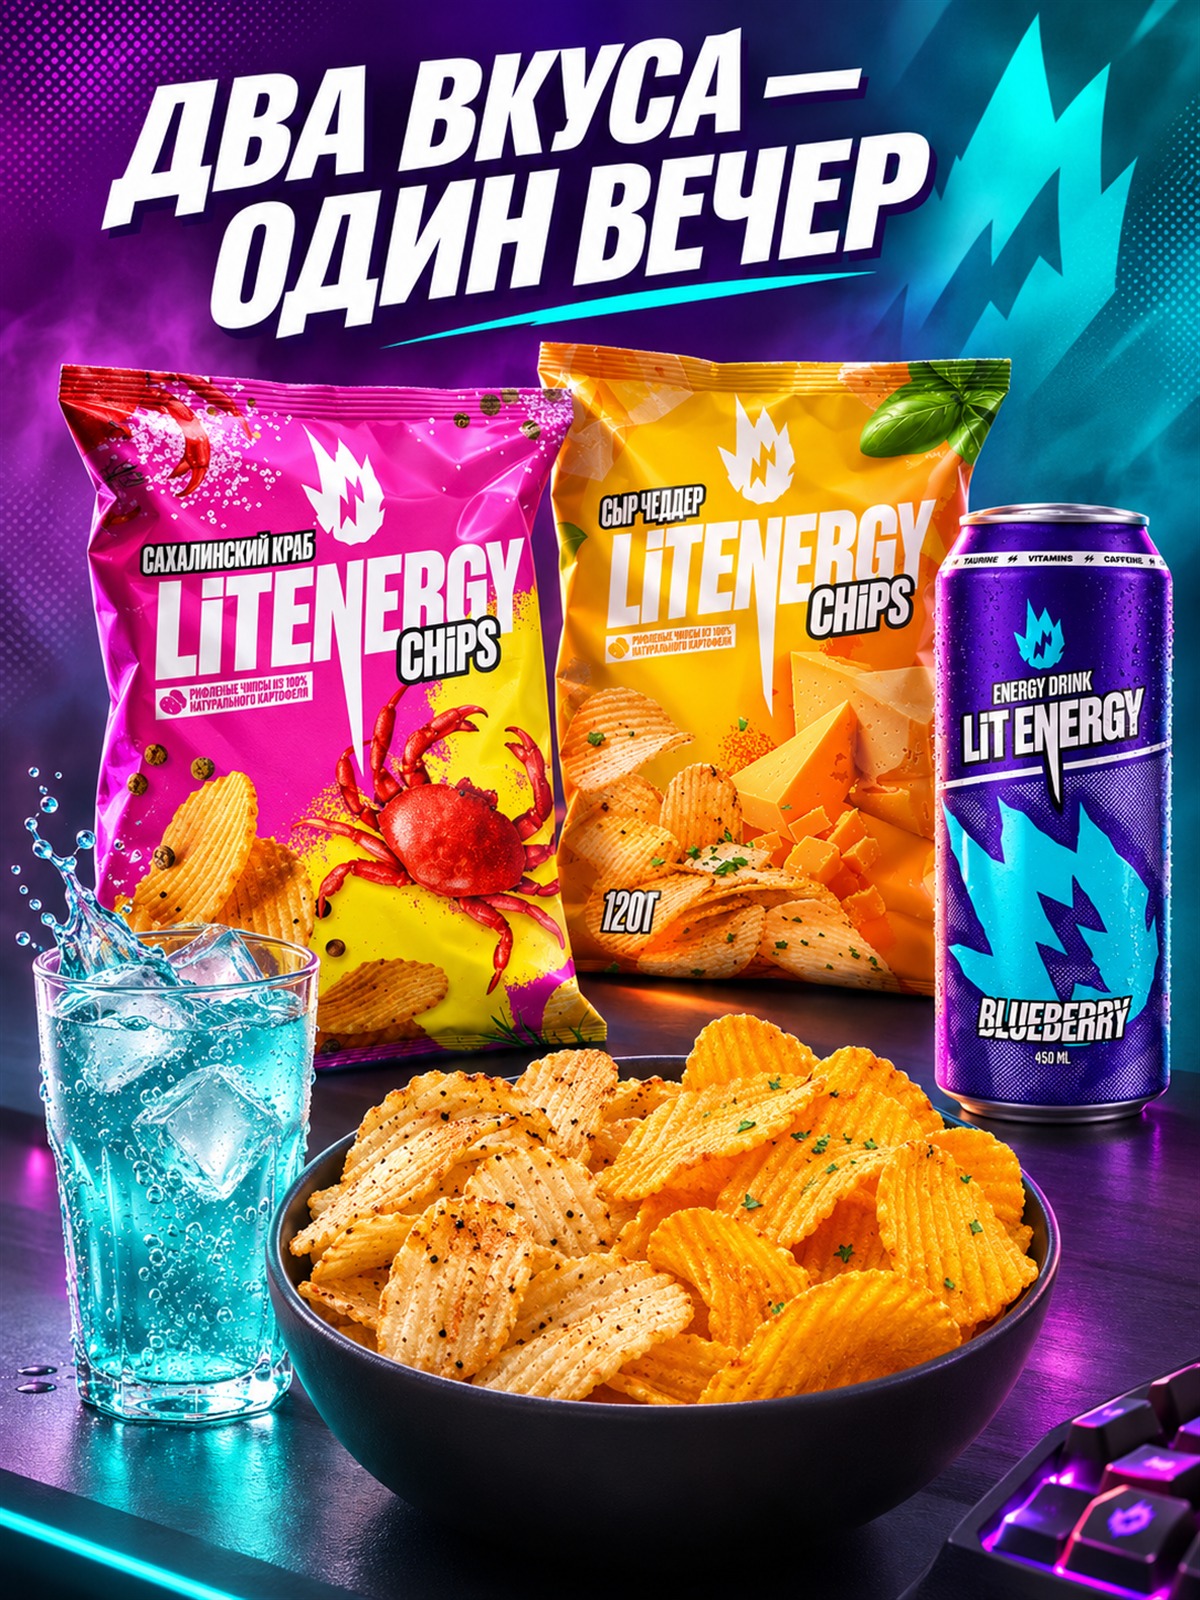 ДВА ВКУСА —
ОДИН ВЕЧЕР
САХАЛИНСКИЙ КРАБ
LiTENERGY
CHiPS
РИФЛЕНЫЕ ЧИПСЫ ИЗ 100%
НАТУРАЛЬНОГО КАРТОФЕЛЯ
СЫР ЧЕДДЕР
LiTENERGY
CHiPS
РИФЛЕНЫЕ ЧИПСЫ ИЗ 100%
НАТУРАЛЬНОГО КАРТОФЕЛЯ
120Г
TAURINE VITAMINS CAFFEINE
ENERGY DRINK
LiT ENERGY
BLUEBERRY
450 ML